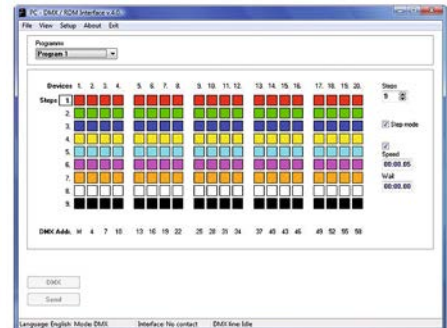 PC - DMX / RDM Interface v.4.0
File View Setup About Exit
Programms
Program 1
Devices 1. 2. 3. 4. 5. 6. 7. 8. 9. 10. 11. 12. 13. 14. 15. 16. 17. 18. 19. 20.
Steps 1.
2.
3.
4.
5.
6.
7.
8.
9.
DMX Addr. 4 7 10 13 16 19 22 25 28 31 34 37 40 43 46 49 52 55 58
Steps
9
Step mode
Speed
00:00.05
Wait
00:00.00
DMX
Send
Language: English Mode: DMX Interface: No contact DMX line: Idle